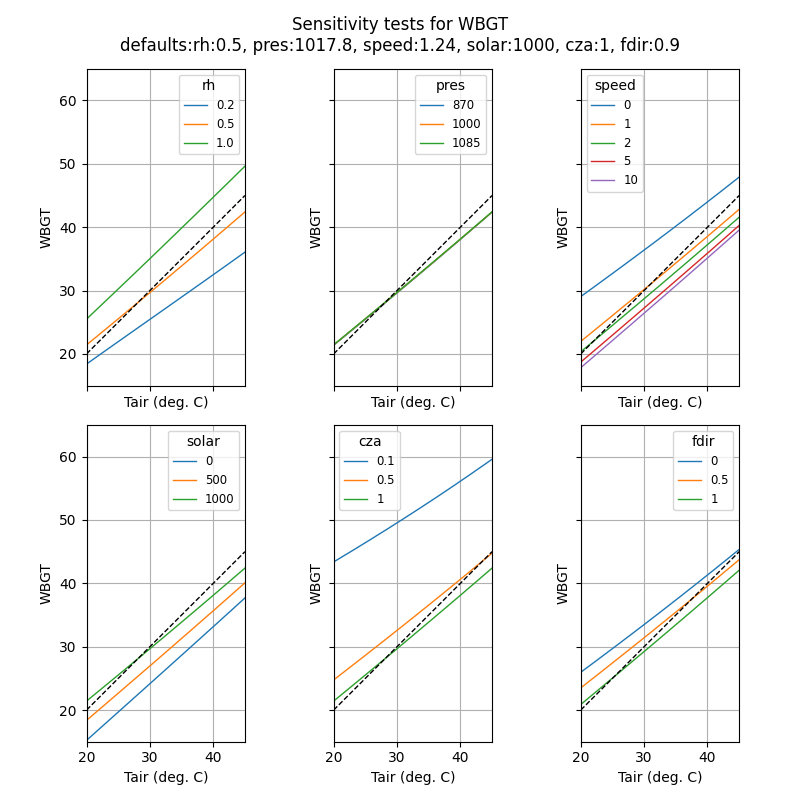 Sensitivity tests for WBGT
defaults:rh:0.5, pres:1017.8, speed:1.24, solar:1000, cza:1, fdir:0.9
rh
0.2
0.5
1.0
60
50
40
30
20
WBGT
Tair (deg. C)
pres
870
1000
1085
WBGT
Tair (deg. C)
speed
0
1
2
5
10
WBGT
Tair (deg. C)
solar
0
500
1000
60
50
40
30
20
WBGT
20 30 40
Tair (deg. C)
cza
0.1
0.5
1
WBGT
20 30 40
Tair (deg. C)
fdir
0
0.5
1
WBGT
20 30 40
Tair (deg. C)